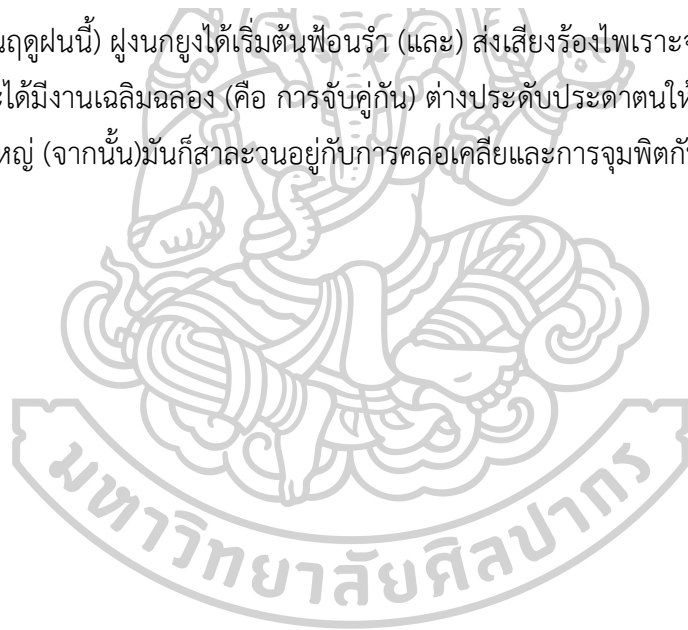 นฤดูฝนนี้) ฝูงนกยูงได้เริ่มต้นฟ้อนรำ (และ) ส่งเสียงร้องไพเราะ
ได้มีงานเฉลิมฉลอง (คือ การจับคู่กัน) ต่างประดับประดาตนให้
หญ่ (จากนั้น)มันก็สาละวนอยู่กับการคลอเคลียและการจุมพิตกั
มหาวิทยาลัยศิลปากร